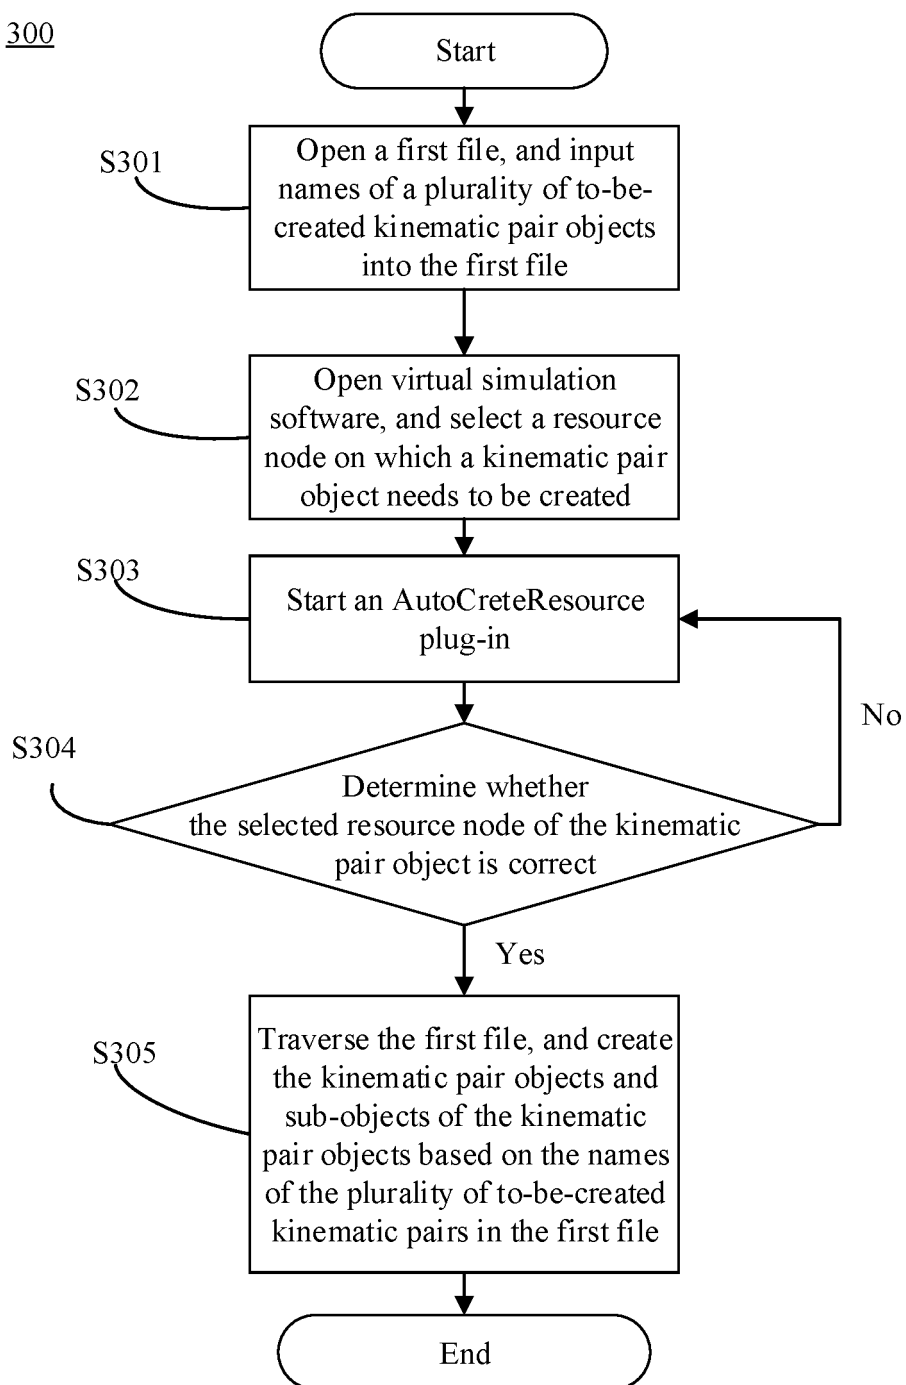 300
Start
S301
Open a first file, and input
names of a plurality of to-be-
created kinematic pair objects
into the first file
S302
Open virtual simulation
software, and select a resource
node on which a kinematic pair
object needs to be created
S303
Start an AutoCreteResource
plug-in
No
S304
Determine whether
the selected resource node of the kinematic
pair object is correct
Yes
S305
Traverse the first file, and create
the kinematic pair objects and
sub-objects of the kinematic
pair objects based on the names
of the plurality of to-be-created
kinematic pairs in the first file
End